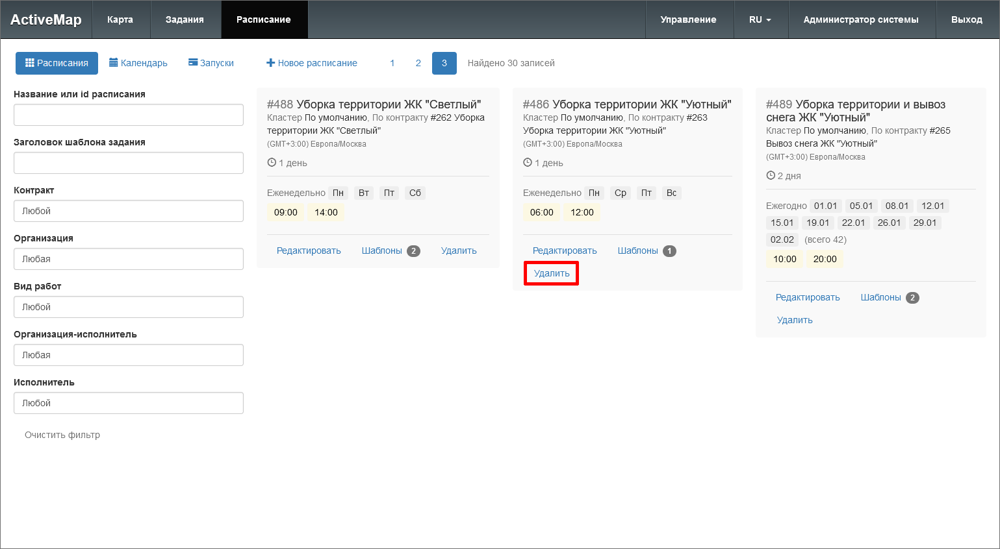 ActiveMap
Карта
Задания
Расписание
Управление
RU
Администратор системы
Выход
Расписания
Календарь
Запуски
Новое расписание
1
2
3
Найдено 30 записей
Название или id расписания
Заголовок шаблона задания
Контракт
Любой
Организация
Любая
Вид работ
Любой
Организация-исполнитель
Любая
Исполнитель
Любой
Очистить фильтр
#488 Уборка территории ЖК "Светлый"
Кластер По умолчанию, По контракту #262 Уборка
территории ЖК "Светлый"
(GMT+3:00) Европа/Москва
1 день
Еженедельно Пн Вт Пт Сб
09:00 14:00
Редактировать Шаблоны 2 Удалить
#486 Уборка территории ЖК "Уютный"
Кластер По умолчанию, По контракту #263
Уборка территории ЖК "Уютный"
(GMT+3:00) Европа/Москва
1 день
Еженедельно Пн Ср Пт Вс
06:00 12:00
Редактировать Шаблоны 1
Удалить
#489 Уборка территории и вывоз
снега ЖК "Уютный"
Кластер По умолчанию, По контракту #265
Вывоз снега ЖК "Уютный"
(GMT+3:00) Европа/Москва
2 дня
Ежегодно 01.01 05.01 08.01 12.01
15.01 19.01 22.01 26.01 29.01
02.02 (всего 42)
10:00 20:00
Редактировать Шаблоны 2
Удалить